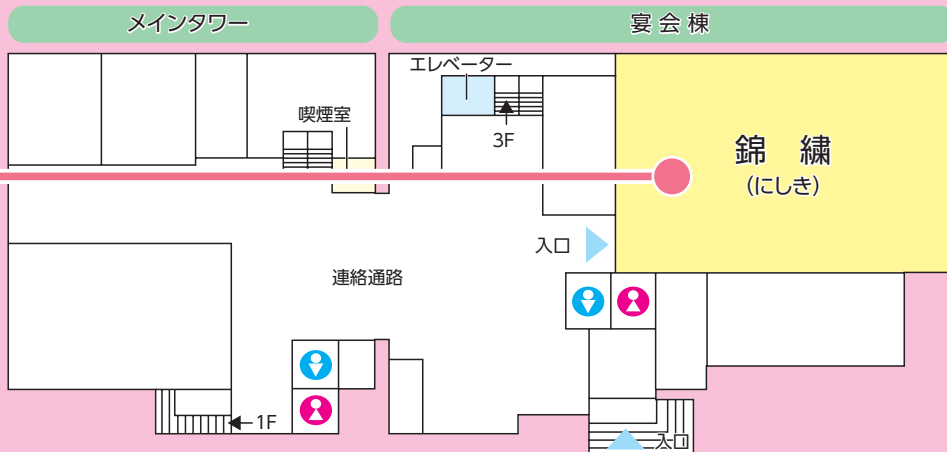 メインタワー
宴会棟
エレベーター
喫煙室
3F
錦繍
(にしき)
入口
連絡通路
1F
入口